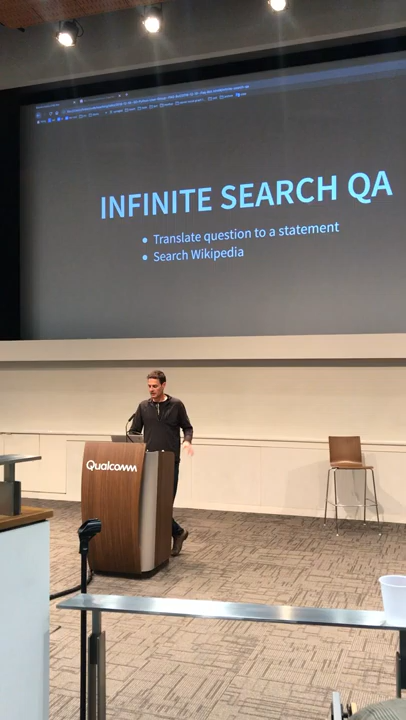 INFINITE SEARCH QA
• Translate question to a statement
• Search Wikipedia
Qualcomm